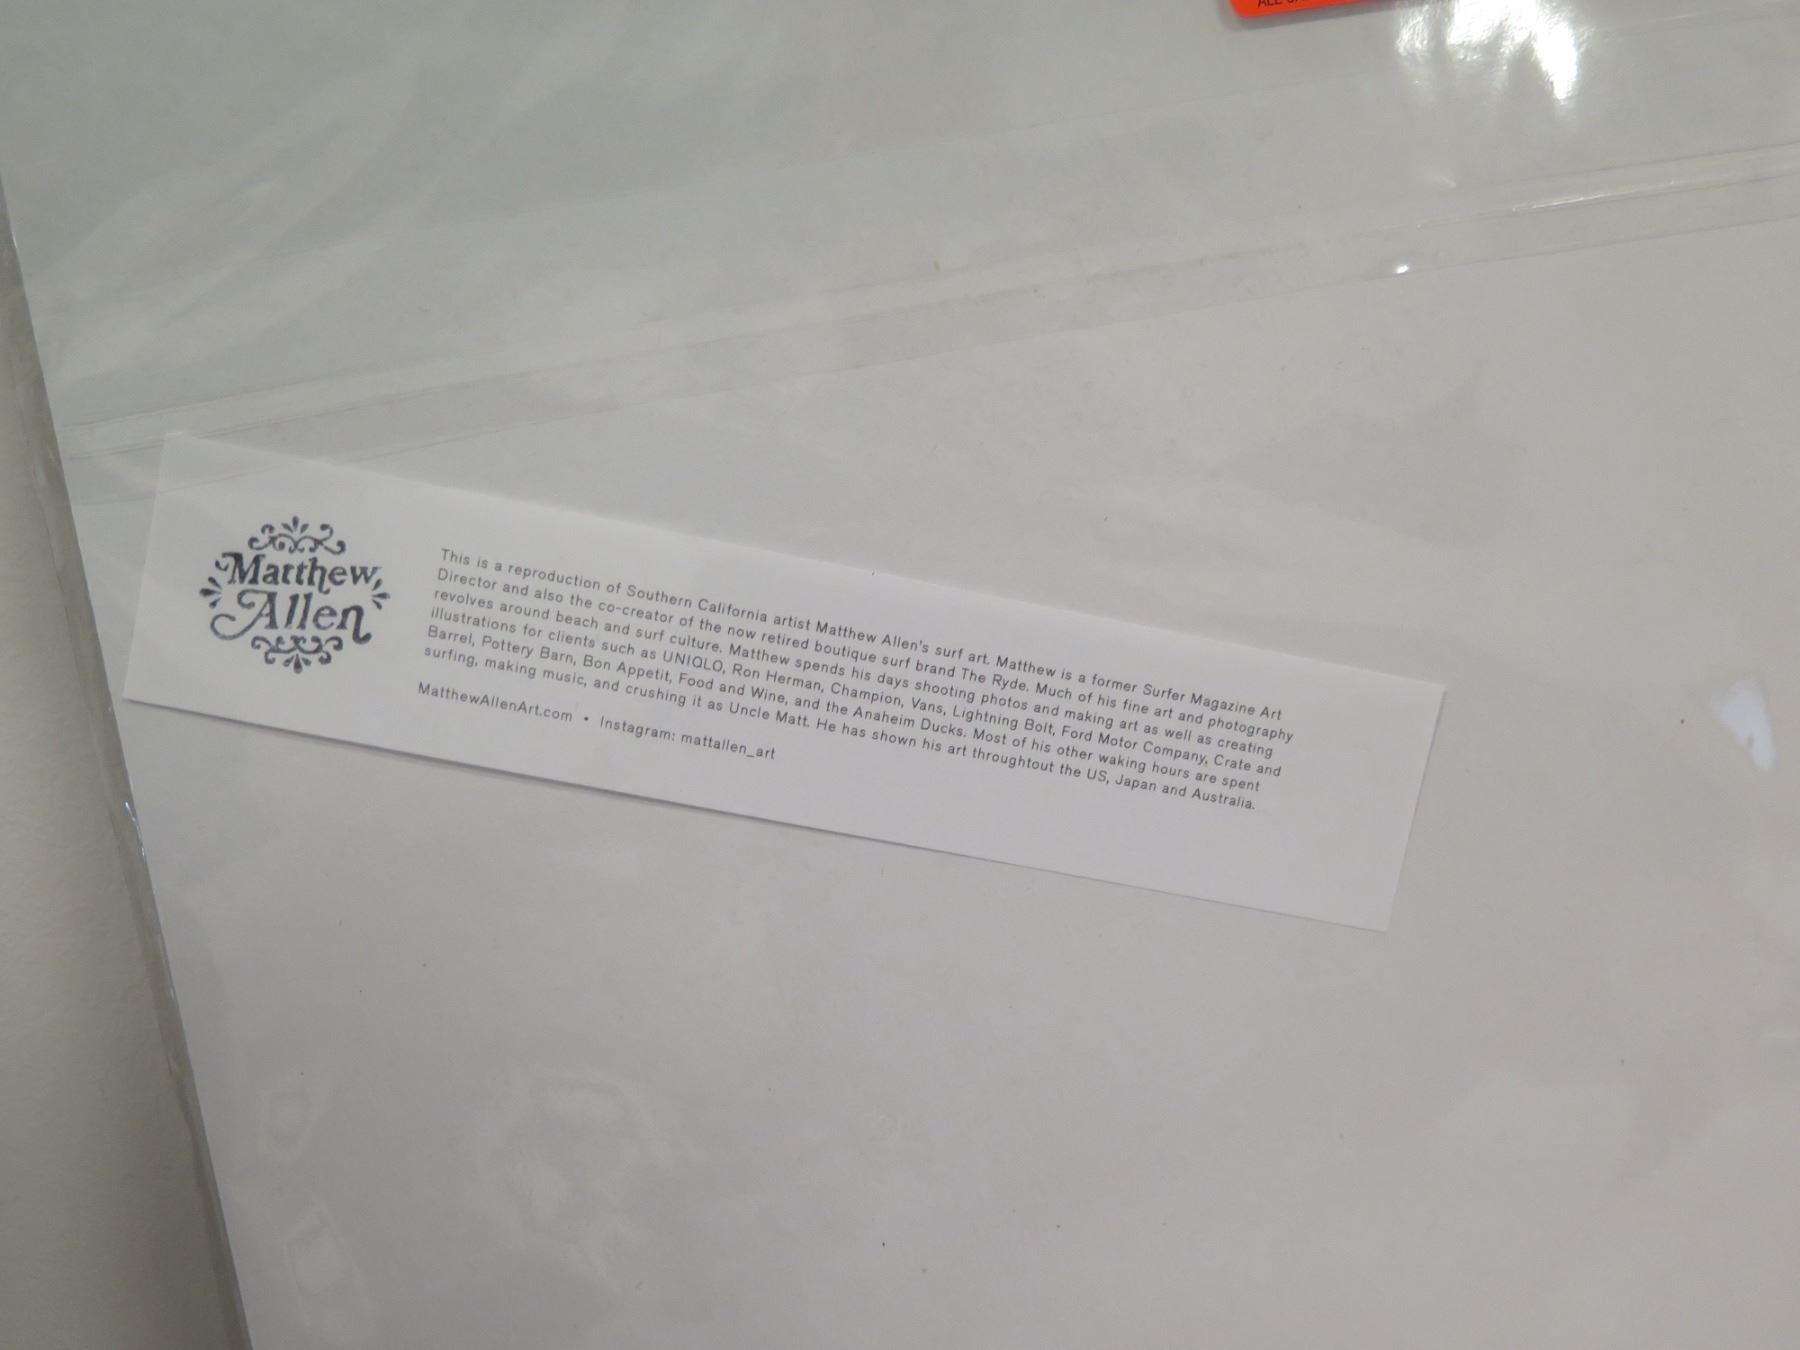 ALL
Matthew
Allen
This is a reproduction of Southern California artist Matthew Allen's surf art. Matthew is a former Surfer Magazine Art
Director and also the co-creator of the now retired boutique surf brand The Ryde. Much of his fine art and photography
revolves around beach and surf culture. Matthew spends his days shooting photos and making art as well as creating
illustrations for clients such as UNIQLO, Ron Herman, Champion, Vans, Lightning Bolt, Ford Motor Company, Crate and
Barrel, Pottery Barn, Bon Appetit, Food and Wine, and the Anaheim Ducks. Most of his other waking hours are spent
surfing, making music, and crushing it as Uncle Matt. He has shown his art throughtout the US, Japan and Australia.
MatthewAllenArt.com • Instagram: mattallen_art